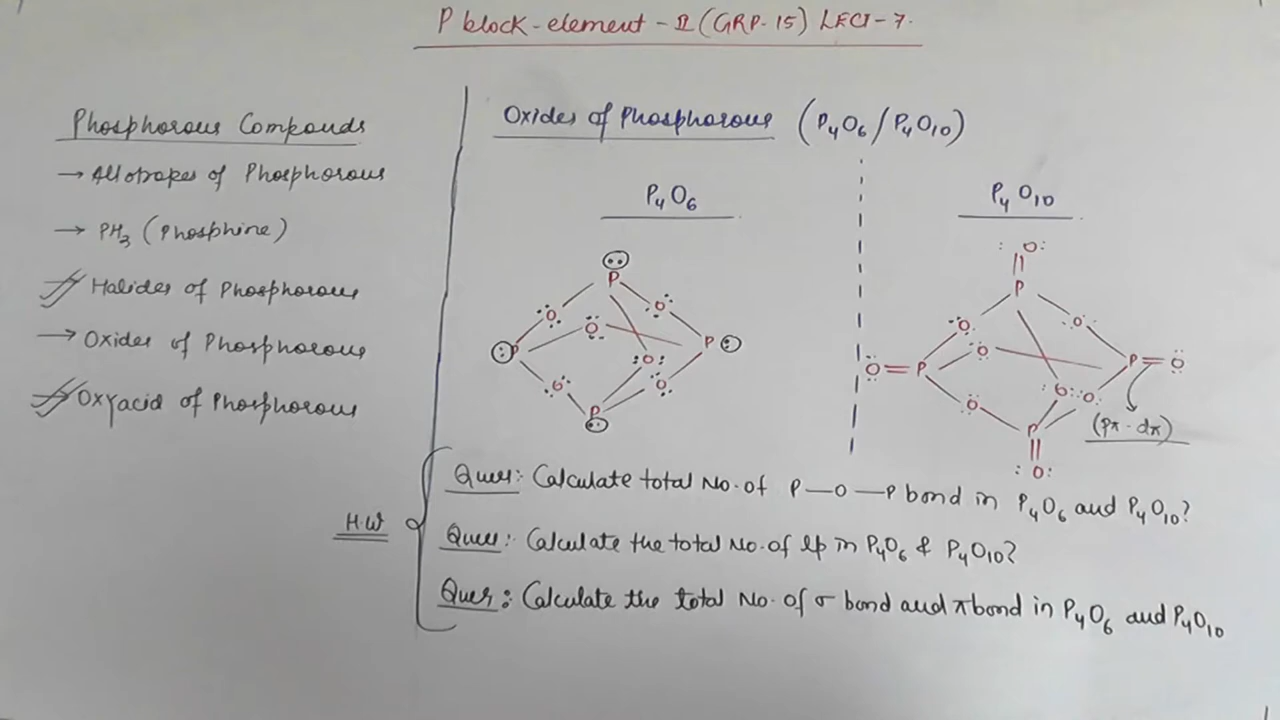 P block-element-II (GRP-15) LECT-7.
Phosphorous Compouds
→ Allotropes of Phosphorous
→ PH₃ (Phosphine)
Halides of Phosphorous
→ Oxides of Phosphorous
Oxyacid of Phosphorous
Oxides of Phosphorous (P₄O₆/P₄O₁₀)
P₄O₆
P
O
O
O
P
P
O
O
O
P
P₄O₁₀
O
P
O
O
O
O=P
P=O
O
O
O
P
O
(pπ-dπ)
H.W
Ques: Calculate total No. of P—O—P bond in P₄O₆ and P₄O₁₀?
Ques: Calculate the total No. of lp in P₄O₆ & P₄O₁₀?
Ques: Calculate the total No. of σ bond and π bond in P₄O₆ and P₄O₁₀